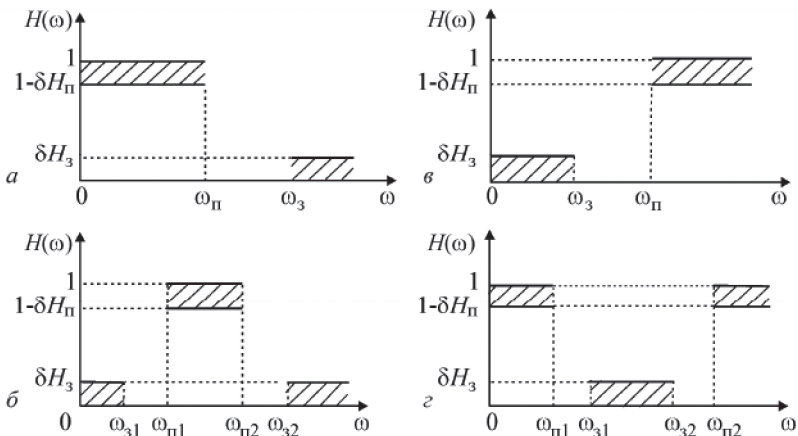 H(ω)
1
1-δHп
δHз
а
0
ωп
ωз
ω
H(ω)
1
1-δHп
δHз
в
0
ωз
ωп
ω
H(ω)
1
1-δHп
δHз
б
0
ωз1
ωп1
ωп2
ωз2
ω
H(ω)
1
1-δHп
δHз
г
0
ωп1
ωз1
ωз2
ωп2
ω